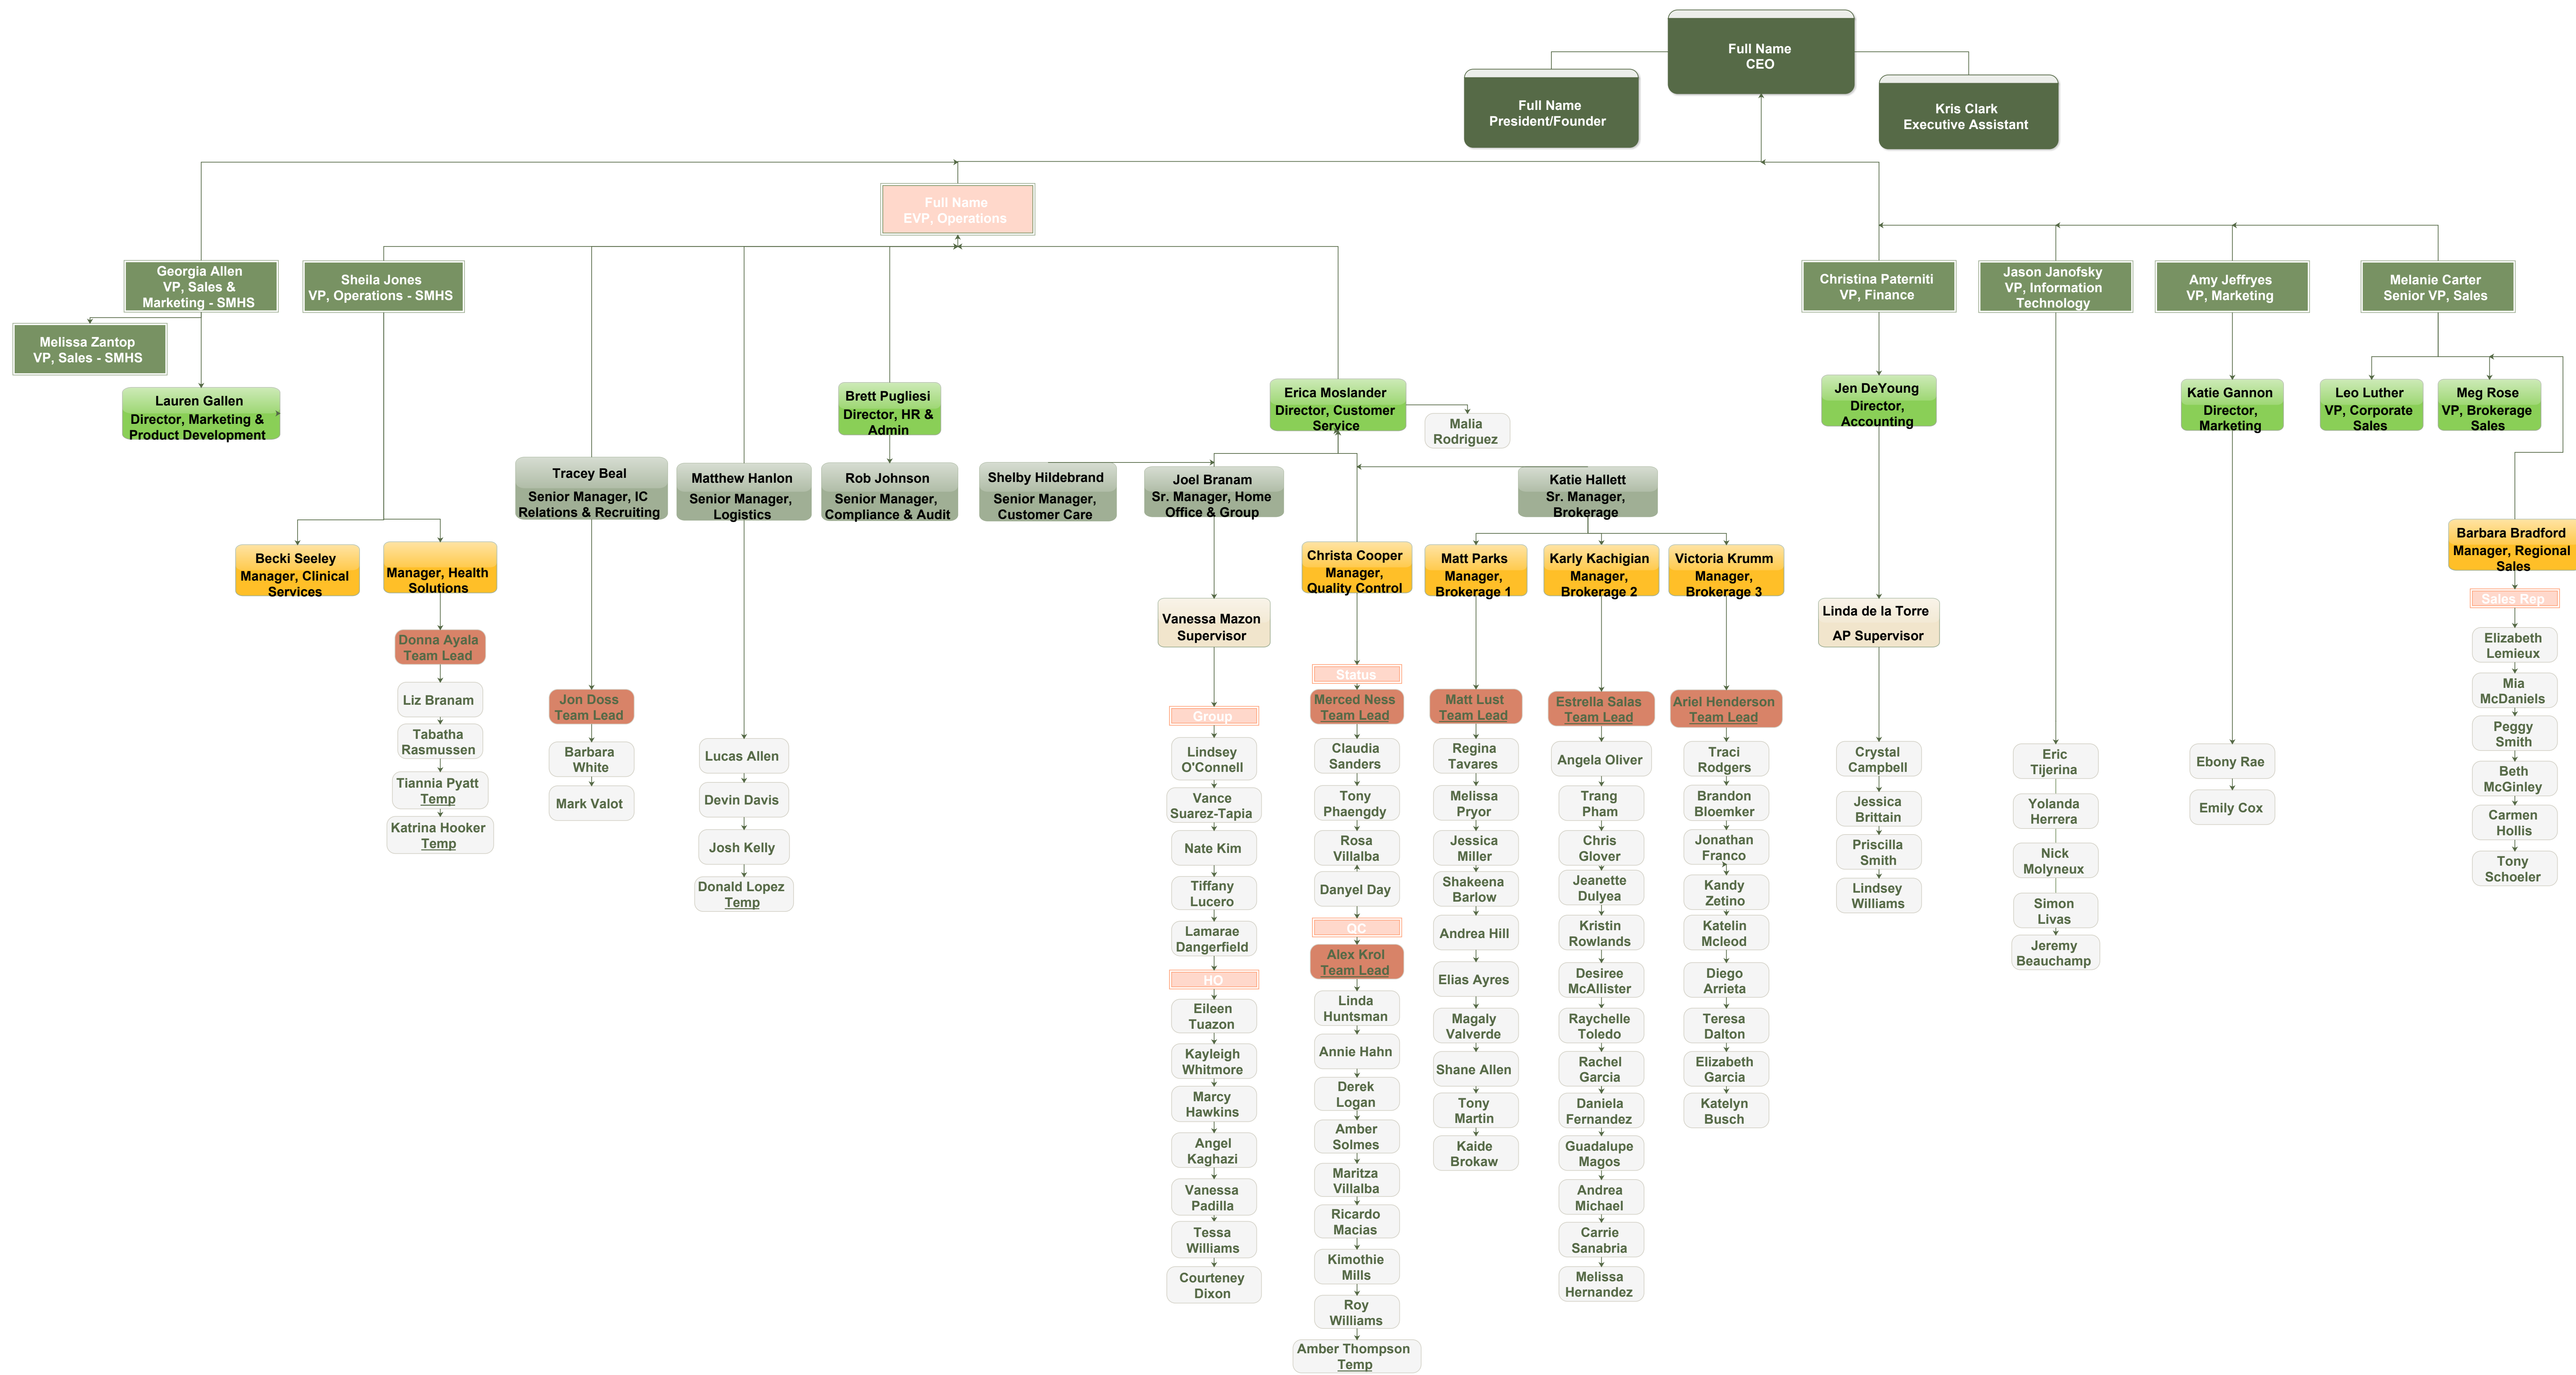 Full Name
CEO
Full Name
President/Founder
Kris Clark
Executive Assistant
Full Name
EVP, Operations
Georgia Allen
VP, Sales &
Marketing - SMHS
Sheila Jones
VP, Operations - SMHS
Christina Paterniti
VP, Finance
Jason Janofsky
VP, Information
Technology
Amy Jeffryes
VP, Marketing
Melanie Carter
Senior VP, Sales
Melissa Zantop
VP, Sales - SMHS
Lauren Gallen
Director, Marketing &
Product Development
Brett Pugliesi
Director, HR &
Admin
Erica Moslander
Director, Customer
Service
Malia
Rodriguez
Jen DeYoung
Director,
Accounting
Katie Gannon
Director,
Marketing
Leo Luther
VP, Corporate
Sales
Meg Rose
VP, Brokerage
Sales
Tracey Beal
Senior Manager, IC
Relations & Recruiting
Matthew Hanlon
Senior Manager,
Logistics
Rob Johnson
Senior Manager,
Compliance & Audit
Shelby Hildebrand
Senior Manager,
Customer Care
Joel Branam
Sr. Manager, Home
Office & Group
Katie Hallett
Sr. Manager,
Brokerage
Becki Seeley
Manager, Clinical
Services
Manager, Health
Solutions
Christa Cooper
Manager,
Quality Control
Matt Parks
Manager,
Brokerage 1
Karly Kachigian
Manager,
Brokerage 2
Victoria Krumm
Manager,
Brokerage 3
Barbara Bradford
Manager, Regional
Sales
Vanessa Mazon
Supervisor
Linda de la Torre
AP Supervisor
Donna Ayala
Team Lead
Liz Branam
Tabatha
Rasmussen
Tiannia Pyatt
Temp
Katrina Hooker
Temp
Jon Doss
Team Lead
Barbara
White
Mark Valot
Lucas Allen
Devin Davis
Josh Kelly
Donald Lopez
Temp
Group
Lindsey
O'Connell
Vance
Suarez-Tapia
Nate Kim
Tiffany
Lucero
Lamarae
Dangerfield
HO
Eileen
Tuazon
Kayleigh
Whitmore
Marcy
Hawkins
Angel
Kaghazi
Vanessa
Padilla
Tessa
Williams
Courteney
Dixon
Status
Merced Ness
Team Lead
Claudia
Sanders
Tony
Phaengdy
Rosa
Villalba
Danyel Day
QC
Alex Krol
Team Lead
Linda
Huntsman
Annie Hahn
Derek
Logan
Amber
Solmes
Maritza
Villalba
Ricardo
Macias
Kimothie
Mills
Roy
Williams
Amber Thompson
Temp
Matt Lust
Team Lead
Regina
Tavares
Melissa
Pryor
Jessica
Miller
Shakeena
Barlow
Andrea Hill
Elias Ayres
Magaly
Valverde
Shane Allen
Tony
Martin
Kaide
Brokaw
Estrella Salas
Team Lead
Angela Oliver
Trang
Pham
Chris
Glover
Jeanette
Dulyea
Kristin
Rowlands
Desiree
McAllister
Raychelle
Toledo
Rachel
Garcia
Daniela
Fernandez
Guadalupe
Magos
Andrea
Michael
Carrie
Sanabria
Melissa
Hernandez
Ariel Henderson
Team Lead
Traci
Rodgers
Brandon
Bloemker
Jonathan
Franco
Kandy
Zetino
Katelin
Mcleod
Diego
Arrieta
Teresa
Dalton
Elizabeth
Garcia
Katelyn
Busch
Crystal
Campbell
Jessica
Brittain
Priscilla
Smith
Lindsey
Williams
Eric
Tijerina
Yolanda
Herrera
Nick
Molyneux
Simon
Livas
Jeremy
Beauchamp
Ebony Rae
Emily Cox
Sales Rep
Elizabeth
Lemieux
Mia
McDaniels
Peggy
Smith
Beth
McGinley
Carmen
Hollis
Tony
Schoeler